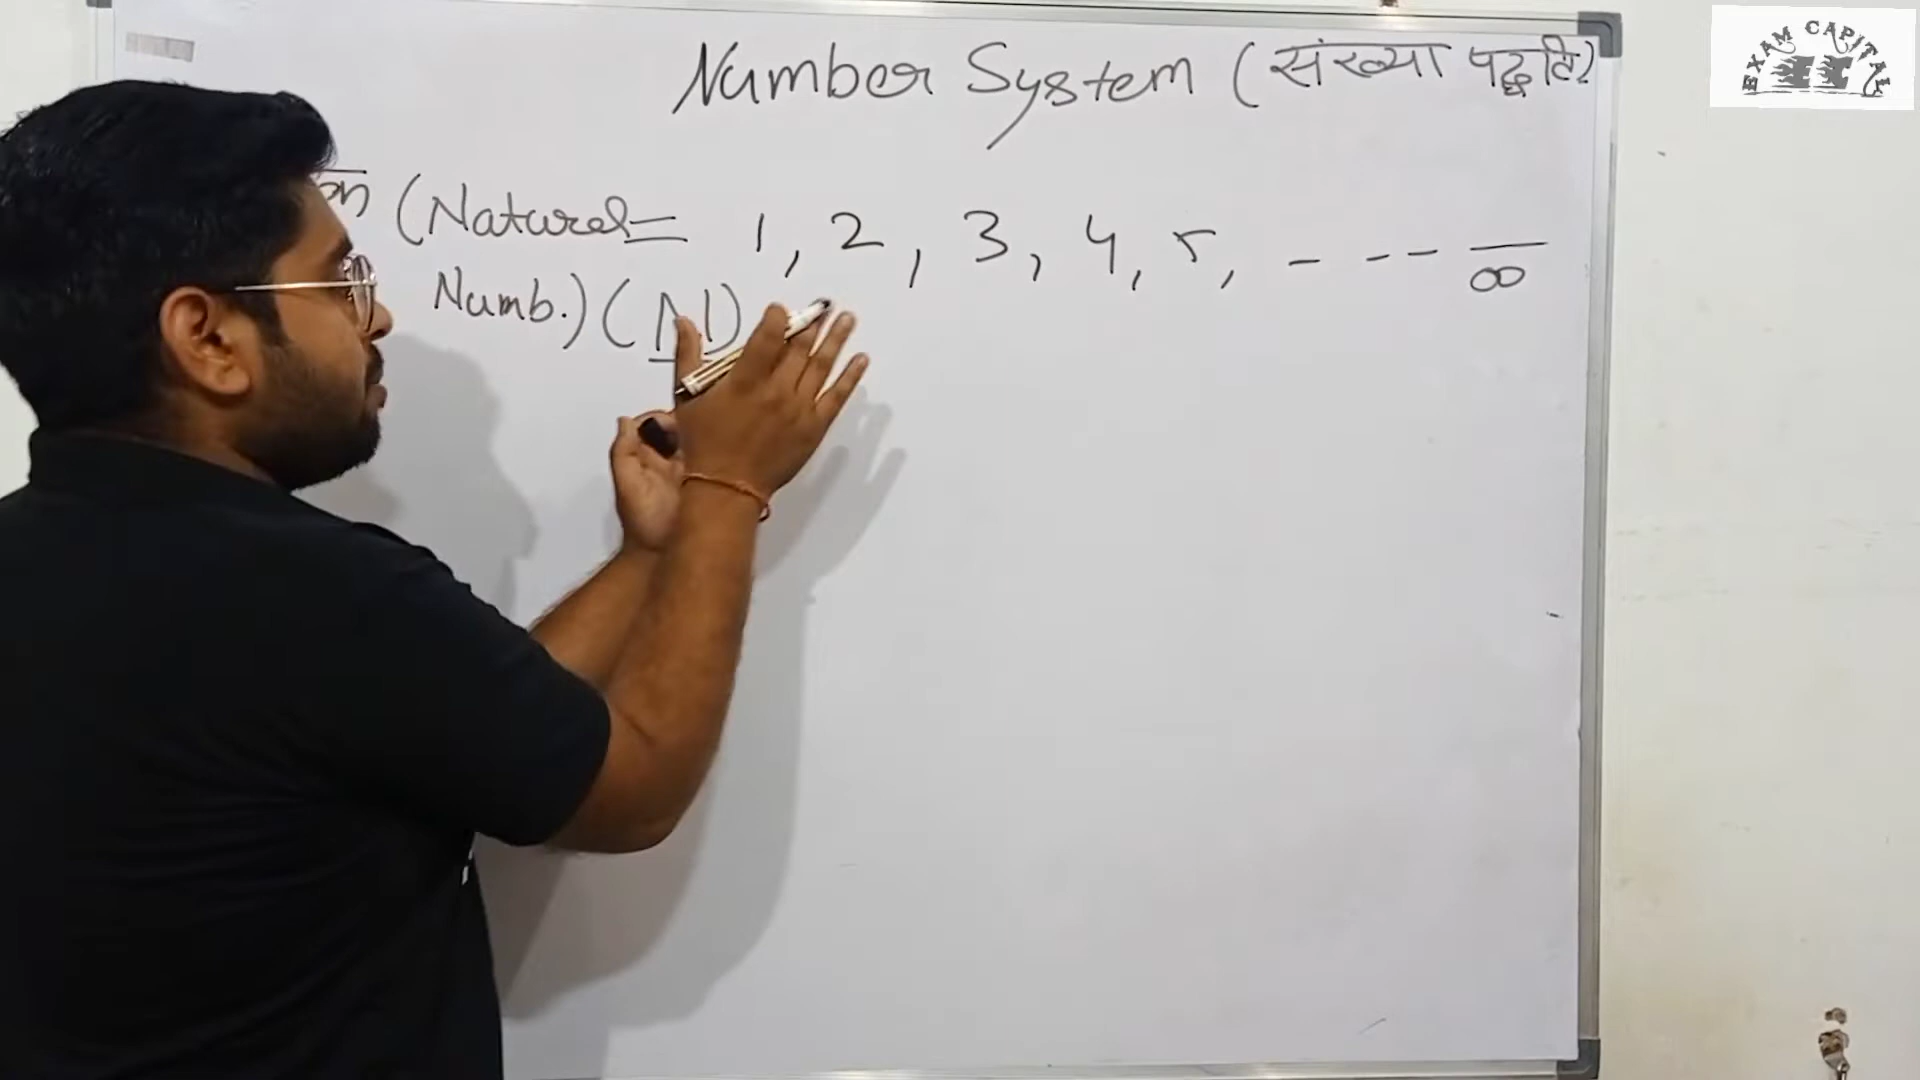 Number System (संख्या पद्धति)
(Natural = 1, 2, 3, 4, 5, - - - ∞
Numb.) (N)
EXAM CAPITAL